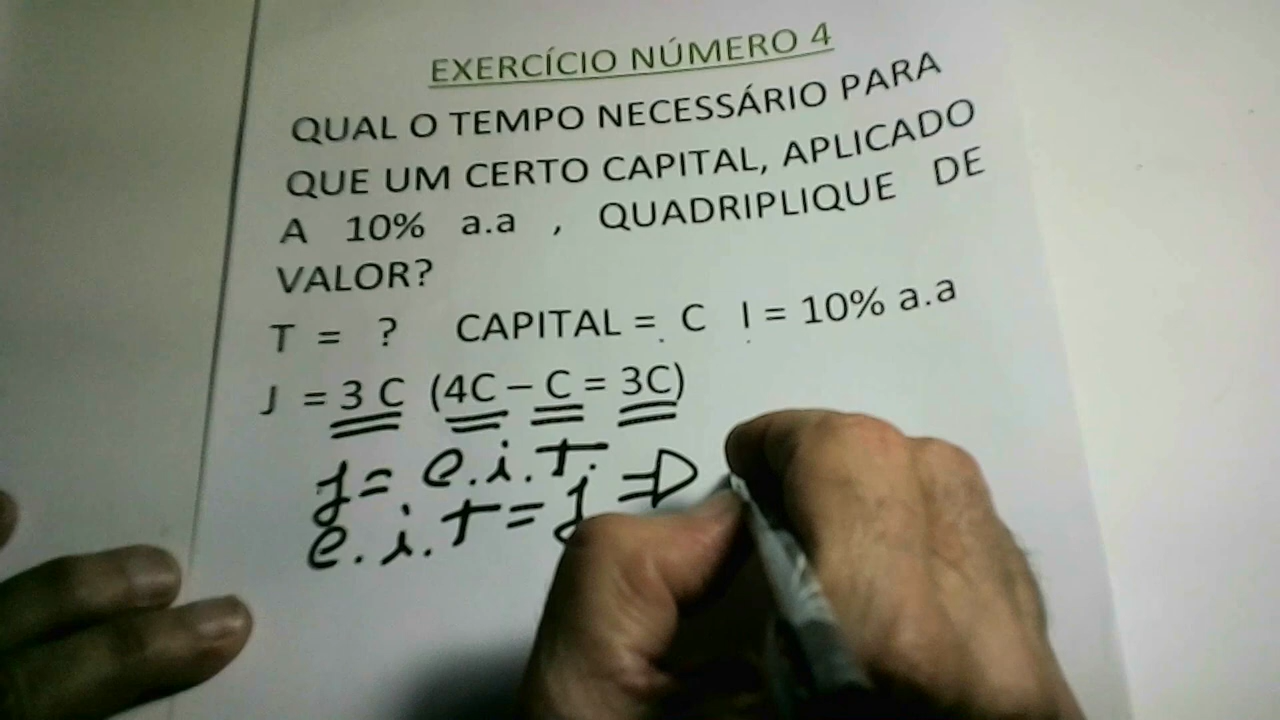 EXERCÍCIO NÚMERO 4
QUAL O TEMPO NECESSÁRIO PARA
QUE UM CERTO CAPITAL, APLICADO
A 10% a.a , QUADRIPLIQUE DE
VALOR?
T = ? CAPITAL = C I = 10% a.a
J = 3 C (4C – C = 3C)
J = c.i.T.
c.i.T = J ⇒